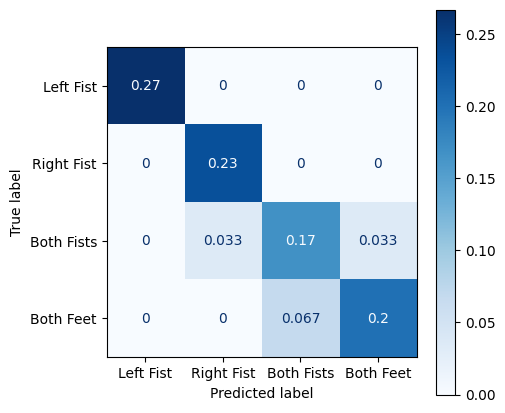 Left Fist 0.27 0 0 0
Right Fist 0 0.23 0 0
Both Fists 0 0.033 0.17 0.033
Both Feet 0 0 0.067 0.2
Left Fist Right Fist Both Fists Both Feet
Predicted label
True label
0.25
0.20
0.15
0.10
0.05
0.00